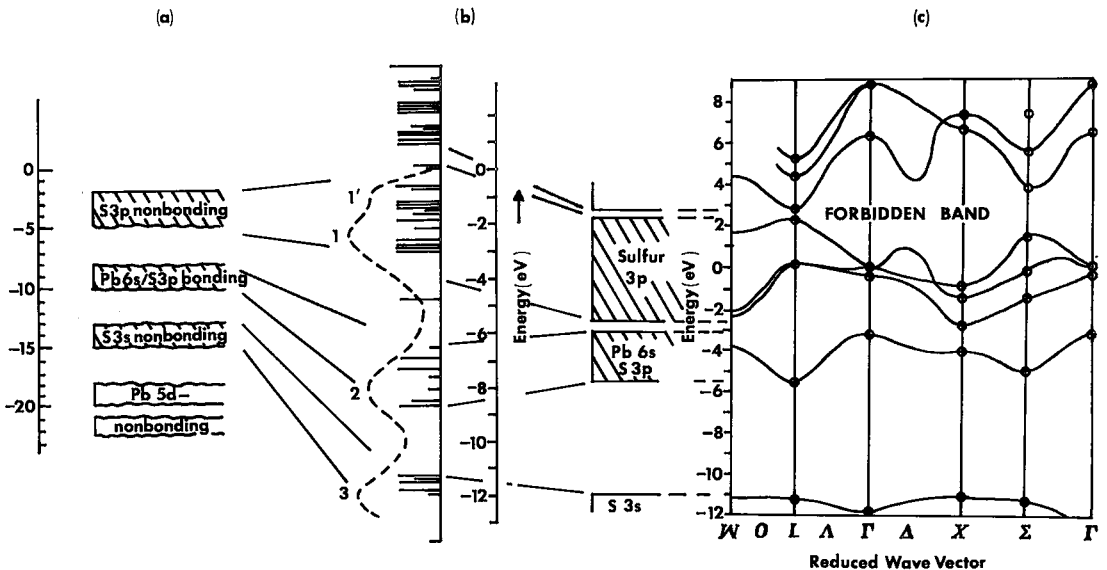 (a)
(b)
(c)
0
-5
-10
-15
-20
S3p nonbonding
Pb6s/S3p bonding
S3s nonbonding
Pb 5d-
nonbonding
1'
1
2
3
0
-2
-4
-6
-8
-10
-12
Energy(eV)
Sulfur
3p
Pb 6s
S 3p
S 3s
Energy(eV)
8
6
4
2
0
-2
-4
-6
-8
-10
-11
-12
FORBIDDEN BAND
W Q L Λ Γ Δ X Σ Γ
Reduced Wave Vector